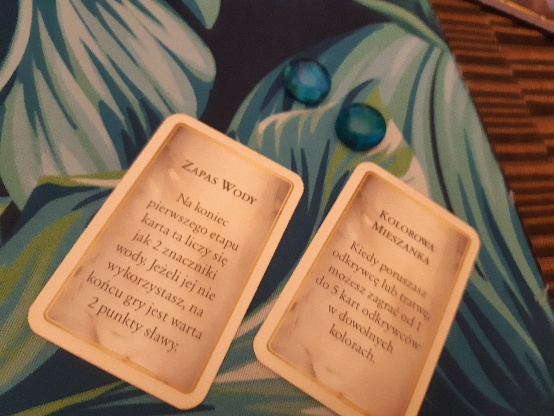 Zapas Wody
Na koniec
pierwszego etapu
karta ta liczy się
jak 2 znaczniki
wody. Jeżeli jej nie
wykorzystasz, na
końcu gry jest warta
2 punkty sławy.
Kolorowa
Mieszanka
Kiedy poruszasz
odkrywcę lub tratwę,
możesz zagrać od 1
do 5 kart odkrywców
w dowolnych
kolorach.